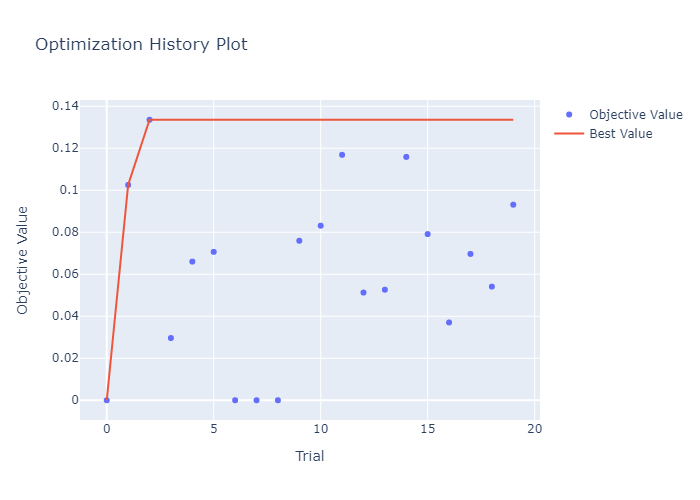 Optimization History Plot
Objective Value
Best Value
0.14
0.12
0.1
0.08
0.06
0.04
0.02
0
Objective Value
0
5
10
15
20
Trial